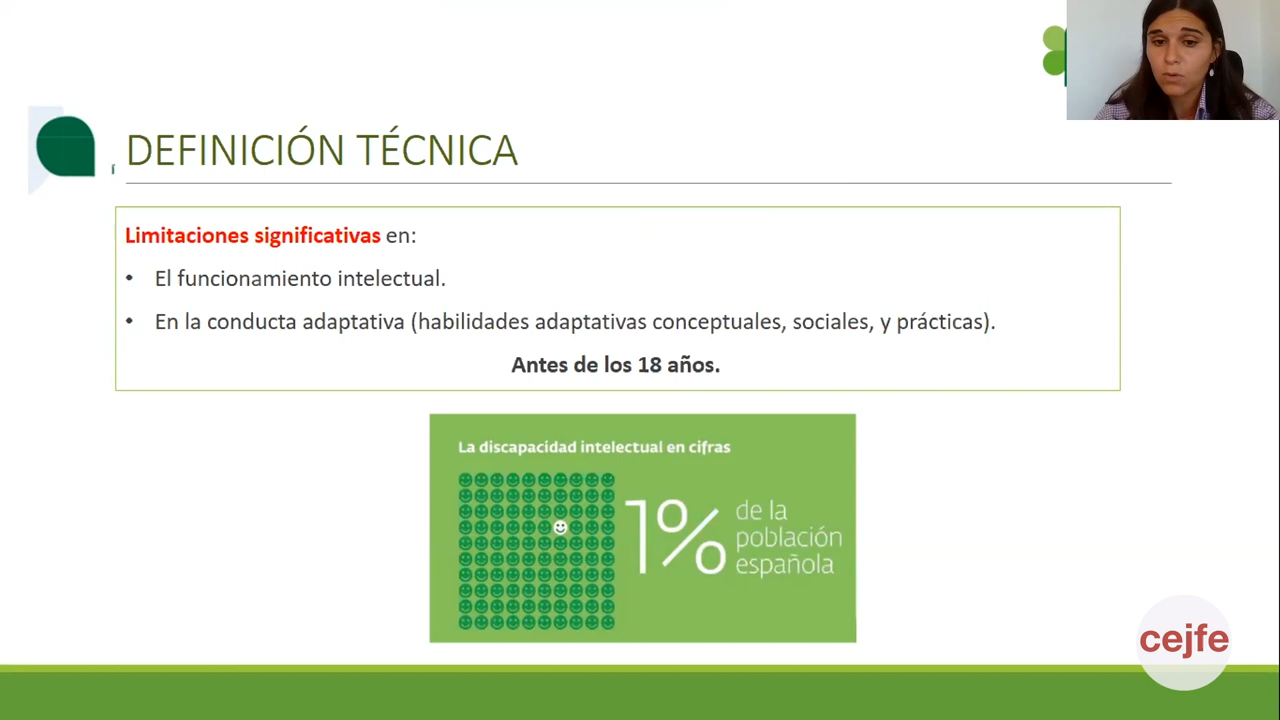 DEFINICIÓN TÉCNICA
Limitaciones significativas en:
• El funcionamiento intelectual.
• En la conducta adaptativa (habilidades adaptativas conceptuales, sociales, y prácticas).
Antes de los 18 años.
La discapacidad intelectual en cifras
1% de la
población
española
cejfe